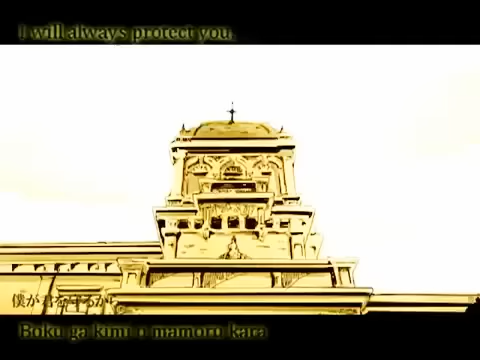 I will always protect you.
僕が君を守るから
Boku ga kimi o mamoru kara